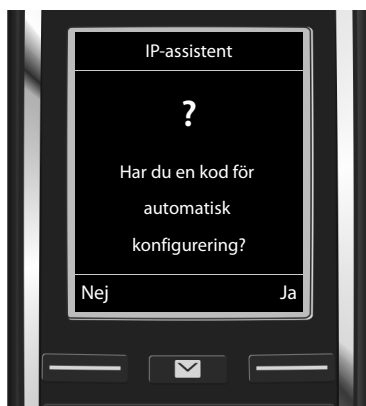 IP-assistent
?
Har du en kod för
automatisk
konfigurering?
Nej Ja